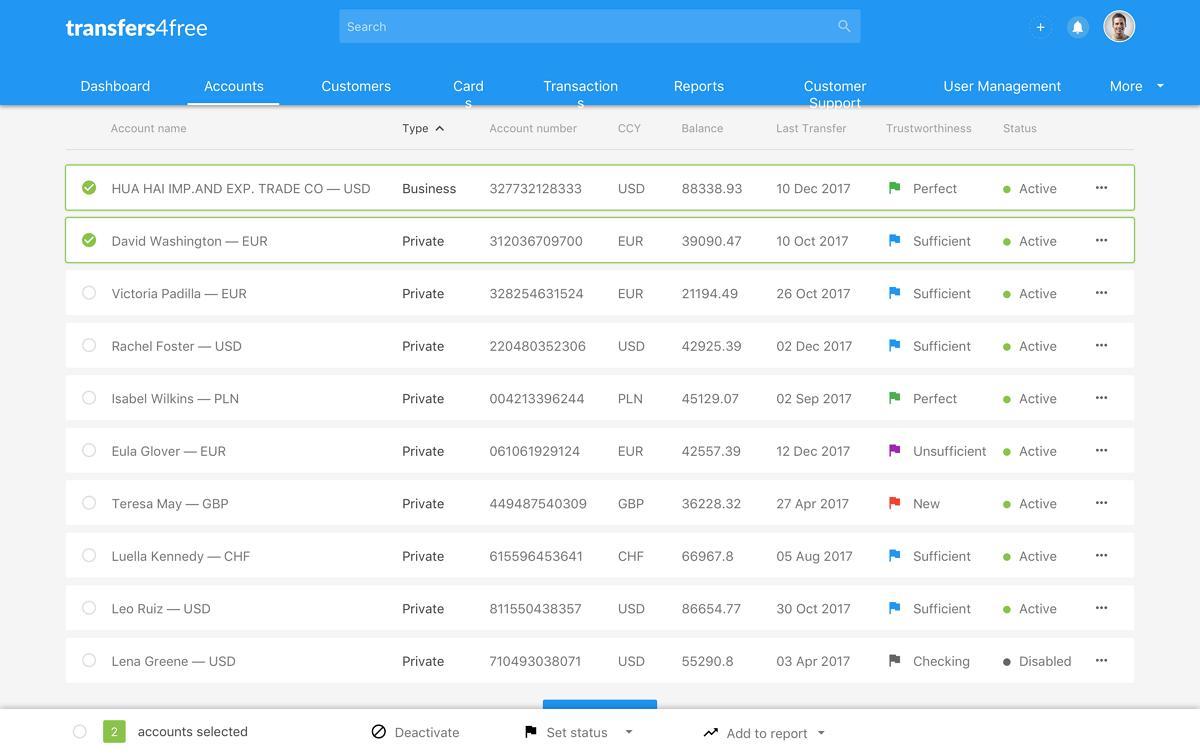 transfers4free
Search
+
Dashboard Accounts Customers Card Transaction Reports Customer User Management More
s s Support
Account name Type Account number CCY Balance Last Transfer Trustworthiness Status
HUA HAI IMP.AND EXP. TRADE CO — USD Business 327732128333 USD 88338.93 10 Dec 2017 Perfect Active •••
David Washington — EUR Private 312036709700 EUR 39090.47 10 Oct 2017 Sufficient Active •••
Victoria Padilla — EUR Private 328254631524 EUR 21194.49 26 Oct 2017 Sufficient Active •••
Rachel Foster — USD Private 220480352306 USD 42925.39 02 Dec 2017 Sufficient Active •••
Isabel Wilkins — PLN Private 004213396244 PLN 45129.07 02 Sep 2017 Perfect Active •••
Eula Glover — EUR Private 061061929124 EUR 42557.39 12 Dec 2017 Unsufficient Active •••
Teresa May — GBP Private 449487540309 GBP 36228.32 27 Apr 2017 New Active •••
Luella Kennedy — CHF Private 615596453641 CHF 66967.8 05 Aug 2017 Sufficient Active •••
Leo Ruiz — USD Private 811550438357 USD 86654.77 30 Oct 2017 Sufficient Active •••
Lena Greene — USD Private 710493038071 USD 55290.8 03 Apr 2017 Checking Disabled •••
2 accounts selected Deactivate Set status Add to report